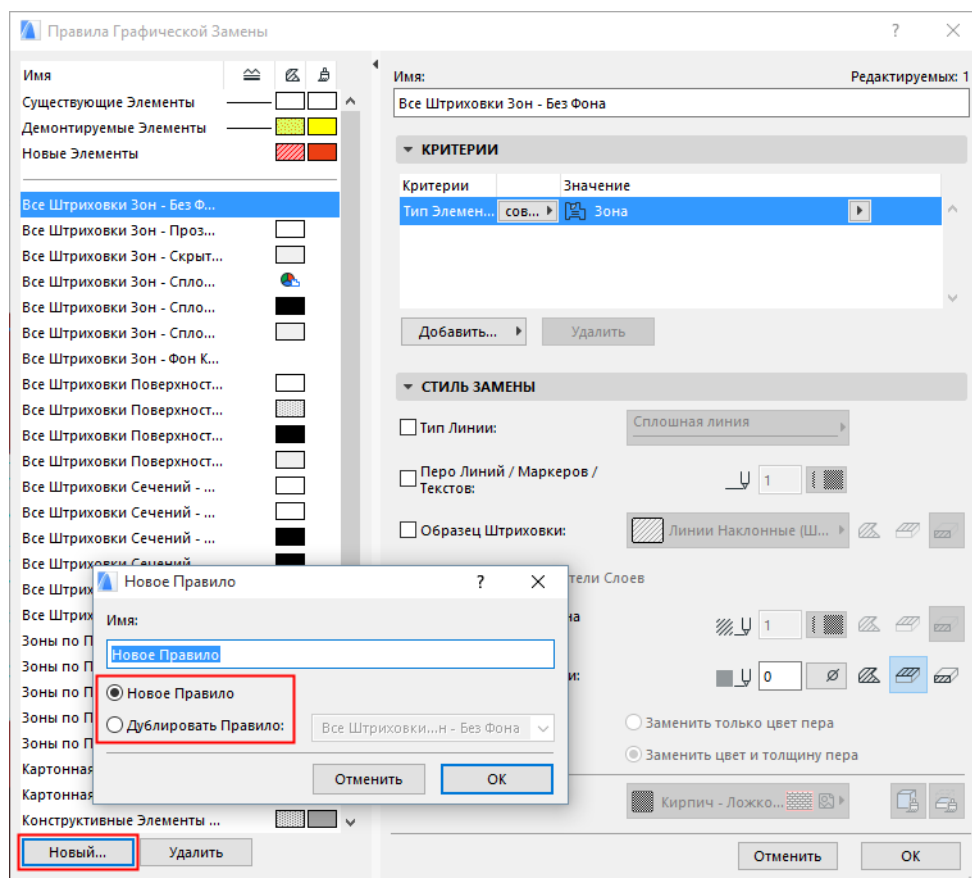 Правила Графической Замены
?
Имя
Существующие Элементы
Демонтируемые Элементы
Новые Элементы
Все Штриховки Зон - Без Ф...
Все Штриховки Зон - Проз...
Все Штриховки Зон - Скрыт...
Все Штриховки Зон - Спло...
Все Штриховки Зон - Спло...
Все Штриховки Зон - Спло...
Все Штриховки Зон - Фон К...
Все Штриховки Поверхност...
Все Штриховки Поверхност...
Все Штриховки Поверхност...
Все Штриховки Поверхност...
Все Штриховки Сечений - ...
Все Штриховки Сечений - ...
Все Штриховки Сечений - ...
Все Штриховки Сечений
Все Штрих
Все Штрих
Зоны по П
Зоны по П
Зоны по П
Зоны по П
Зоны по П
Картонная
Картонная
Конструктивные Элементы ...
Новый...
Удалить
Имя:
Редактируемых: 1
Все Штриховки Зон - Без Фона
КРИТЕРИИ
Критерии
Значение
Тип Элемен...
сов...
Зона
Добавить...
Удалить
СТИЛЬ ЗАМЕНЫ
Тип Линии:
Сплошная линия
Перо Линий / Маркеров /
Текстов:
1
Образец Штриховки:
Линии Наклонные (Ш...
тели Слоев
на
1
и:
0
Заменить только цвет пера
Заменить цвет и толщину пера
Кирпич - Ложко...
Отменить
OK
Новое Правило
?
Имя:
Новое Правило
Новое Правило
Дублировать Правило:
Все Штриховки...н - Без Фона
Отменить
OK